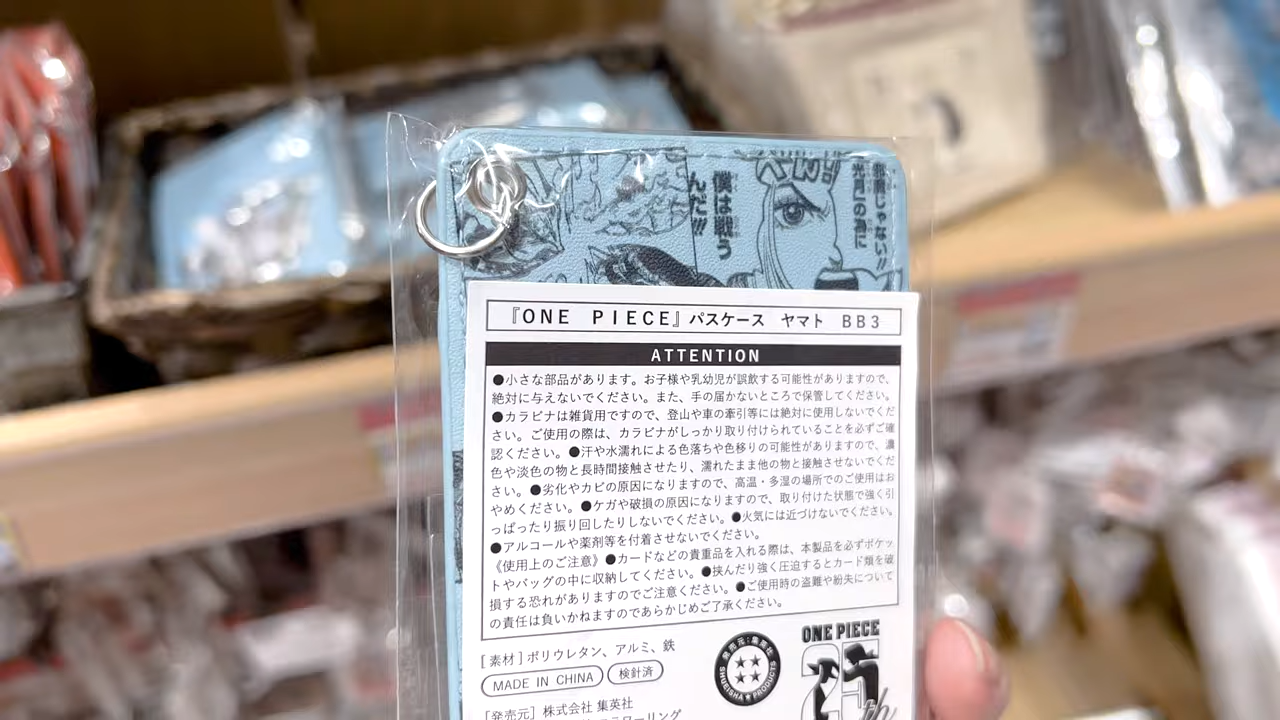 僕は戦う
んだ!!
光月の為に
『ONE PIECE』パスケース ヤマト BB3
ATTENTION
●小さな部品があります。お子様や乳幼児が誤飲する可能性がありますので、
絶対に与えないでください。また、手の届かないところで保管してください。
●カラビナは雑貨用ですので、登山や車の牽引等には絶対に使用しないでくだ
さい。ご使用の際は、カラビナがしっかり取り付けられていることを必ずご確
認ください。●汗や水濡れによる色落ちや色移りの可能性がありますので、濃
色や淡色の物と長時間接触させたり、濡れたまま他の物と接触させないでくだ
さい。●劣化やカビの原因になりますので、高温・多湿の場所でのご使用はお
やめください。●ケガや破損の原因になりますので、取り付けた状態で強く引
っぱったり振り回したりしないでください。●火気には近づけないでください。
●アルコールや薬剤等を付着させないでください。
《使用上のご注意》●カードなどの貴重品を入れる際は、本製品を必ずポケッ
トやバッグの中に収納してください。●挟んだり強く圧迫するとカード類を破
損する恐れがありますのでご注意ください。●ご使用時の盗難や紛失について
の責任は負いかねますのであらかじめご了承ください。
[素材]ポリウレタン、アルミ、鉄
MADE IN CHINA 検針済
[発売元]株式会社 集英社
発売元:集英社
SHUEISHA PRODUCTS
ONE PIECE
25th